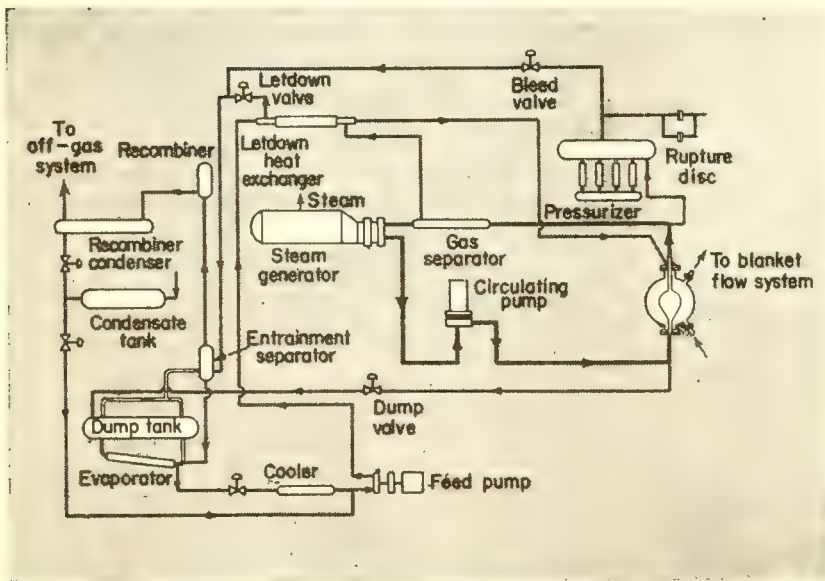 Letdown
valve
Bleed
valve
To
off-gas
system
Recombiner
Letdown
heat
exchanger
Rupture
disc
Steam
Pressurizer
Recombiner
condenser
Steam
generator
Gas
separator
To blanket
flow system
Circulating
pump
Condensate
tank
Entrainment
separator
Dump tank
Dump
valve
Evaporator
Cooler
Feed pump